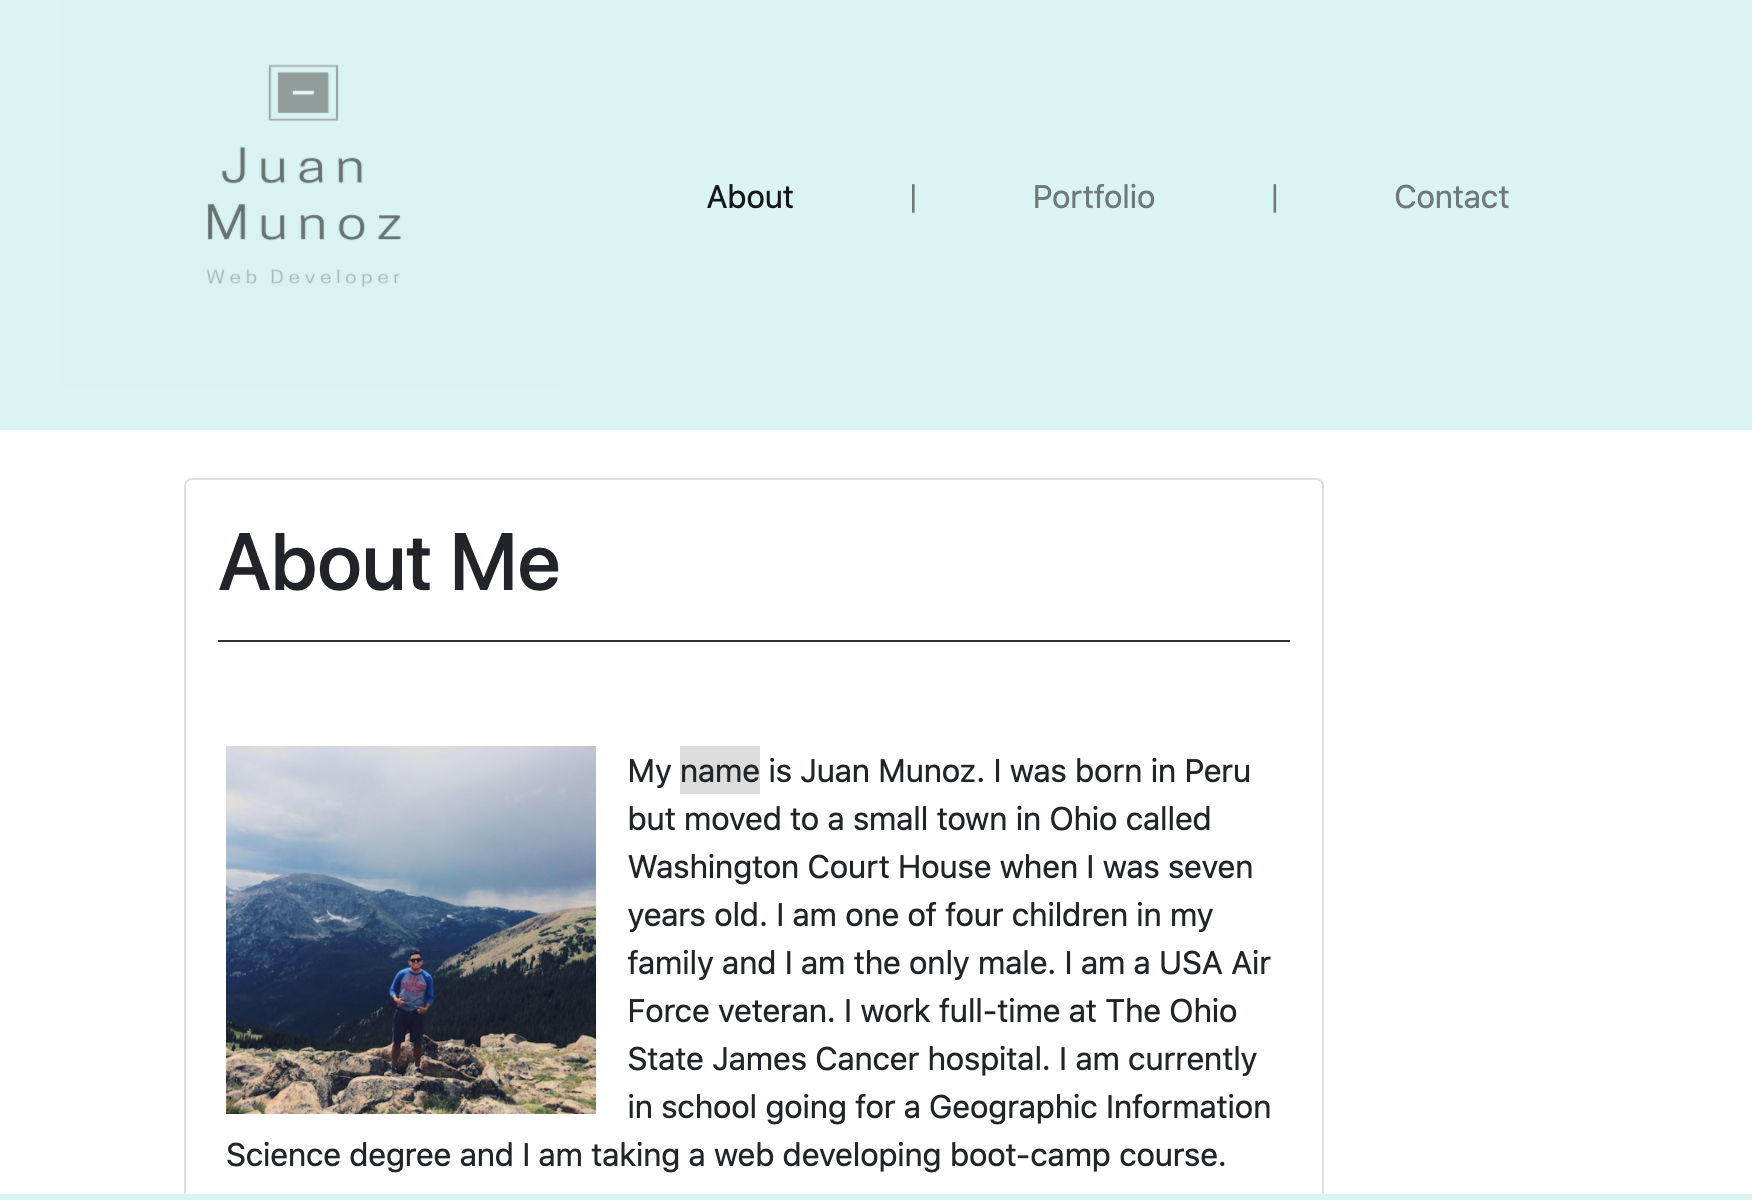 Juan
Munoz
Web Developer
About | Portfolio | Contact
About Me
My name is Juan Munoz. I was born in Peru
but moved to a small town in Ohio called
Washington Court House when I was seven
years old. I am one of four children in my
family and I am the only male. I am a USA Air
Force veteran. I work full-time at The Ohio
State James Cancer hospital. I am currently
in school going for a Geographic Information
Science degree and I am taking a web developing boot-camp course.